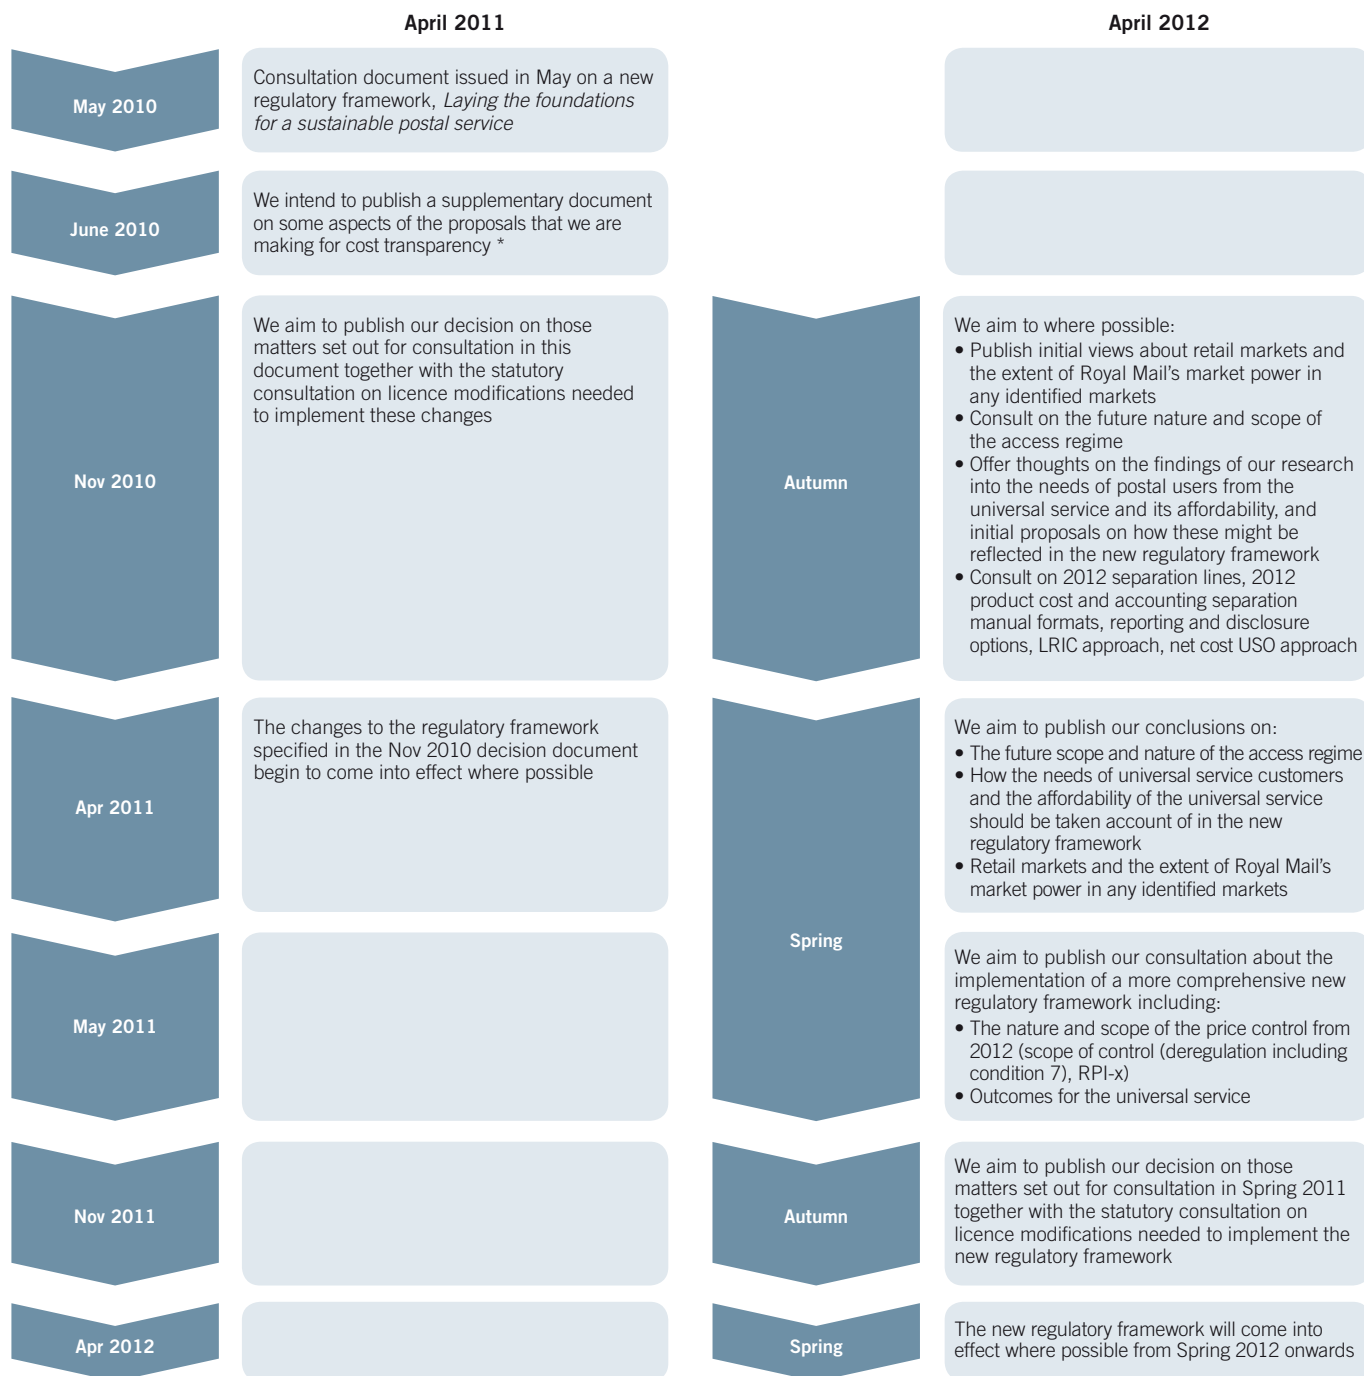 April 2011
April 2012
May 2010
Consultation document issued in May on a new
regulatory framework, Laying the foundations
for a sustainable postal service
June 2010
We intend to publish a supplementary document
on some aspects of the proposals that we are
making for cost transparency *
Nov 2010
We aim to publish our decision on those
matters set out for consultation in this
document together with the statutory
consultation on licence modifications needed
to implement these changes
Autumn
We aim to where possible:
• Publish initial views about retail markets and
the extent of Royal Mail's market power in
any identified markets
• Consult on the future nature and scope of
the access regime
• Offer thoughts on the findings of our research
into the needs of postal users from the
universal service and its affordability, and
initial proposals on how these might be
reflected in the new regulatory framework
• Consult on 2012 separation lines, 2012
product cost and accounting separation
manual formats, reporting and disclosure
options, LRIC approach, net cost USO approach
Apr 2011
The changes to the regulatory framework
specified in the Nov 2010 decision document
begin to come into effect where possible
Spring
We aim to publish our conclusions on:
• The future scope and nature of the access regime
• How the needs of universal service customers
and the affordability of the universal service
should be taken account of in the new
regulatory framework
• Retail markets and the extent of Royal Mail's
market power in any identified markets
May 2011
We aim to publish our consultation about the
implementation of a more comprehensive new
regulatory framework including:
• The nature and scope of the price control from
2012 (scope of control (deregulation including
condition 7), RPI-x)
• Outcomes for the universal service
Nov 2011
Autumn
We aim to publish our decision on those
matters set out for consultation in Spring 2011
together with the statutory consultation on
licence modifications needed to implement the
new regulatory framework
Apr 2012
Spring
The new regulatory framework will come into
effect where possible from Spring 2012 onwards